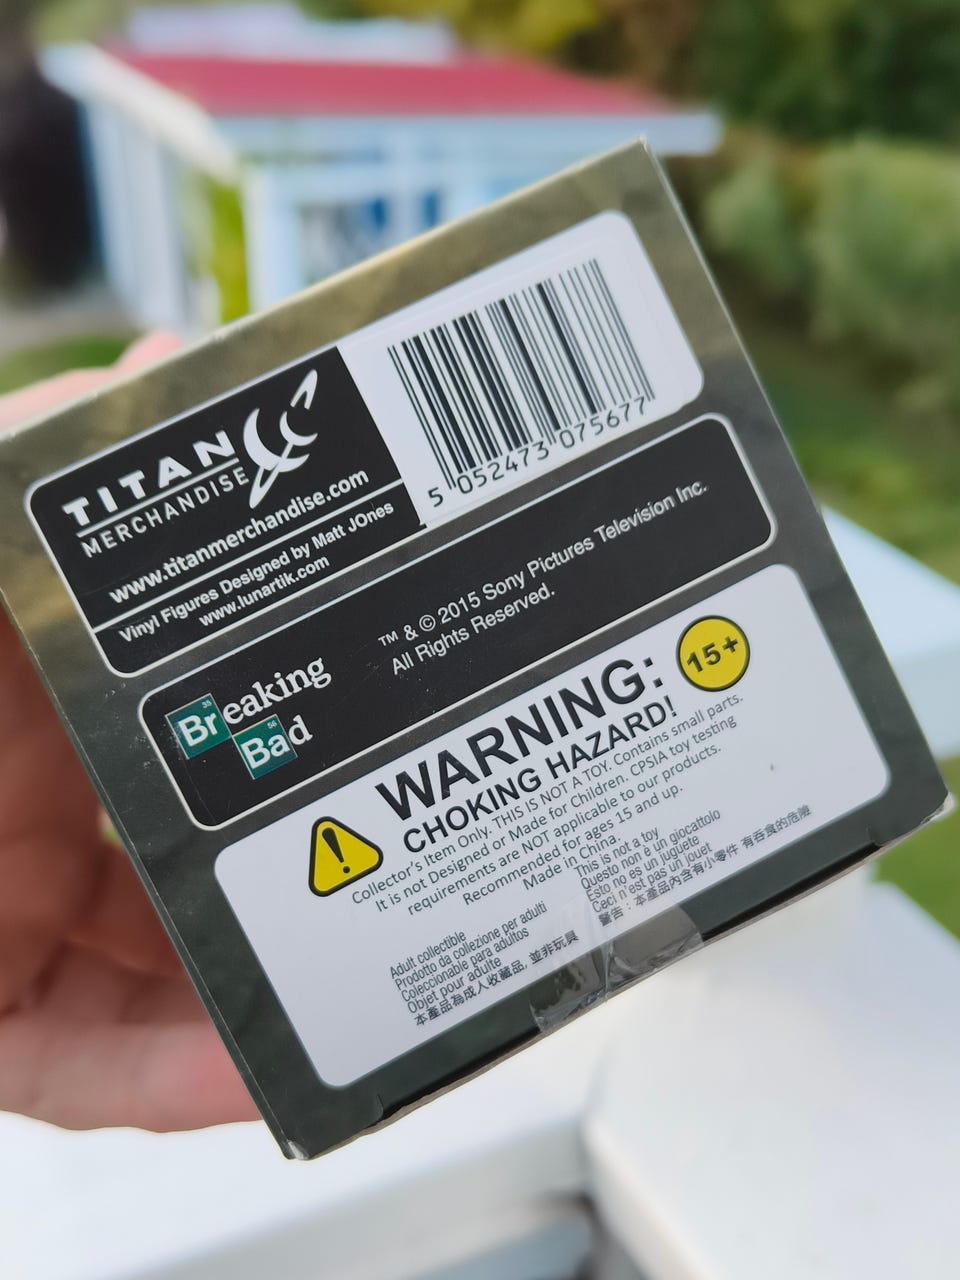 TITAN
MERCHANDISE
www.titanmerchandise.com
Vinyl Figures Designed by Matt JOnes
www.lunartik.com
5 052473 075677
35
Breaking
56
Bad
™ & © 2015 Sony Pictures Television Inc.
All Rights Reserved.
WARNING:
15+
CHOKING HAZARD!
Collector's Item Only. THIS IS NOT A TOY. Contains small parts.
It is not Designed or Made for Children. CPSIA toy testing
requirements are NOT applicable to our products.
Recommended for ages 15 and up.
Made in China.
Adult collectible
Prodotto da collezione per adulti
Coleccionable para adultos
Objet pour adulte
本產品為成人收藏品, 並非玩具
This is not a toy
Questo non è un giocattolo
Esto no es un juguete
Ceci n'est pas un jouet
警告：本產品內含有小零件 有吞食的危險